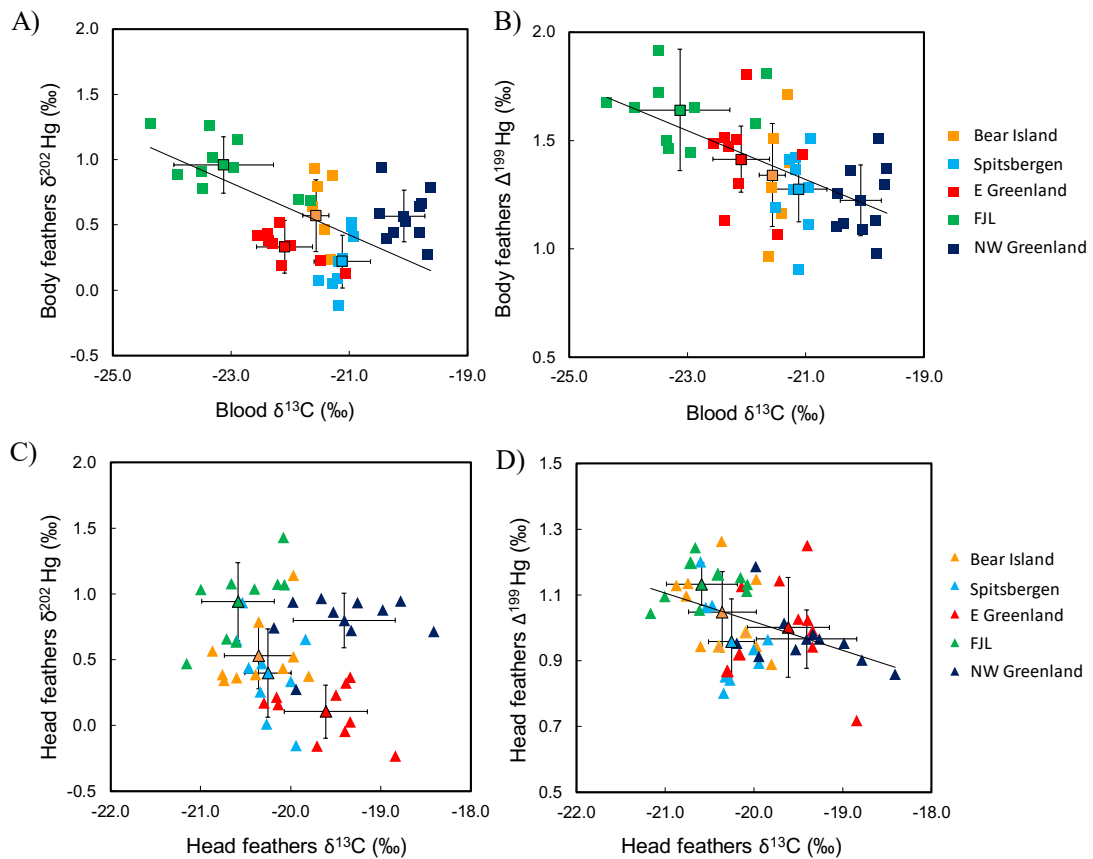 A)
2.0
1.5
1.0
0.5
0.0
-0.5
-25.0 -23.0 -21.0 -19.0
Body feathers δ²⁰² Hg (‰)
Blood δ¹³C (‰)
B)
2.0
1.5
1.0
0.5
-25.0 -23.0 -21.0 -19.0
Body feathers Δ¹⁹⁹ Hg (‰)
Blood δ¹³C (‰)
Bear Island
Spitsbergen
E Greenland
FJL
NW Greenland
C)
2.0
1.5
1.0
0.5
0.0
-0.5
-22.0 -21.0 -20.0 -19.0 -18.0
Head feathers δ²⁰² Hg (‰)
Head feathers δ¹³C (‰)
D)
1.5
1.3
1.1
0.9
0.7
0.5
-22.0 -21.0 -20.0 -19.0 -18.0
Head feathers Δ¹⁹⁹ Hg (‰)
Head feathers δ¹³C (‰)
Bear Island
Spitsbergen
E Greenland
FJL
NW Greenland